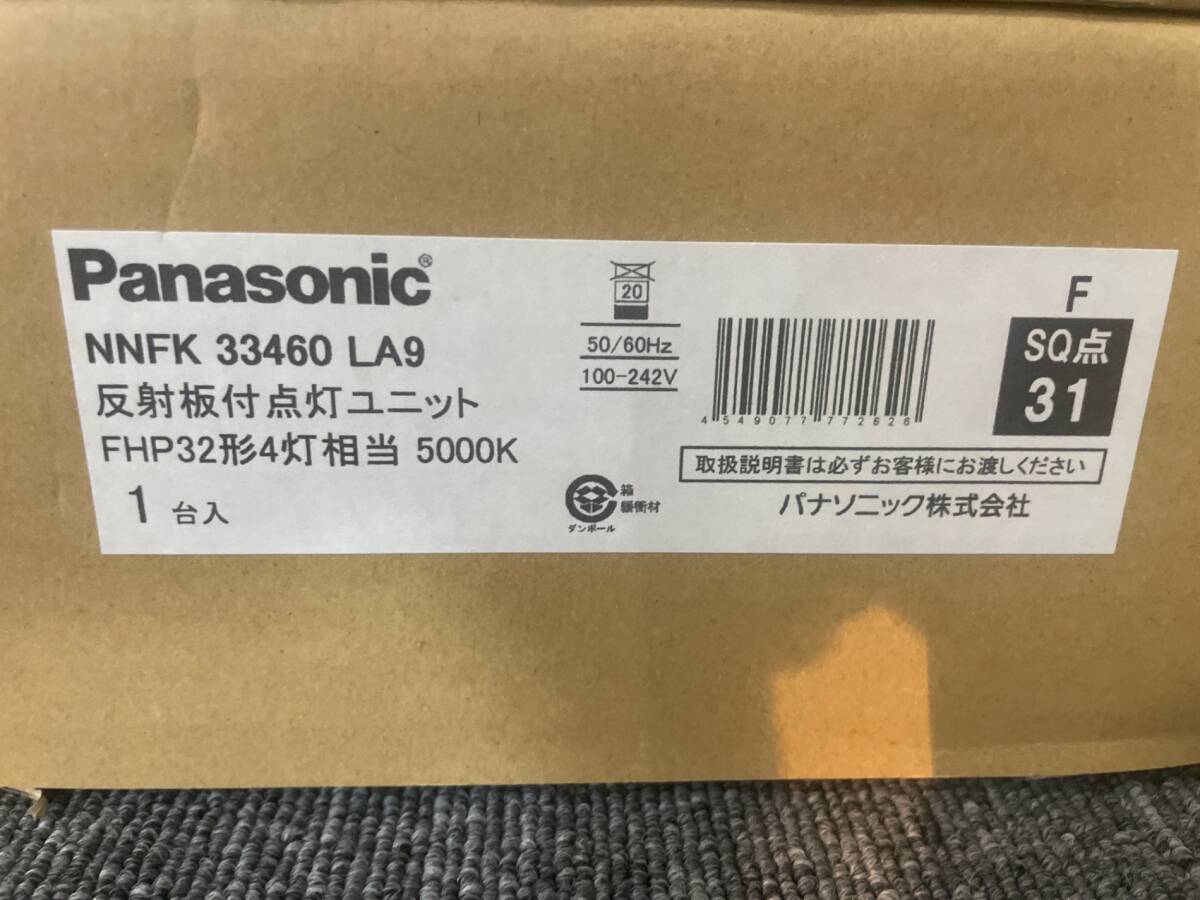 Panasonic®
NNFK 33460 LA9
反射板付点灯ユニット
FHP32形4灯相当 5000K
1 台入
20
50/60Hz
100-242V
箱
緩衝材
ダンボール
4 549077 772626
F
SQ点
31
取扱説明書は必ずお客様にお渡しください
パナソニック株式会社